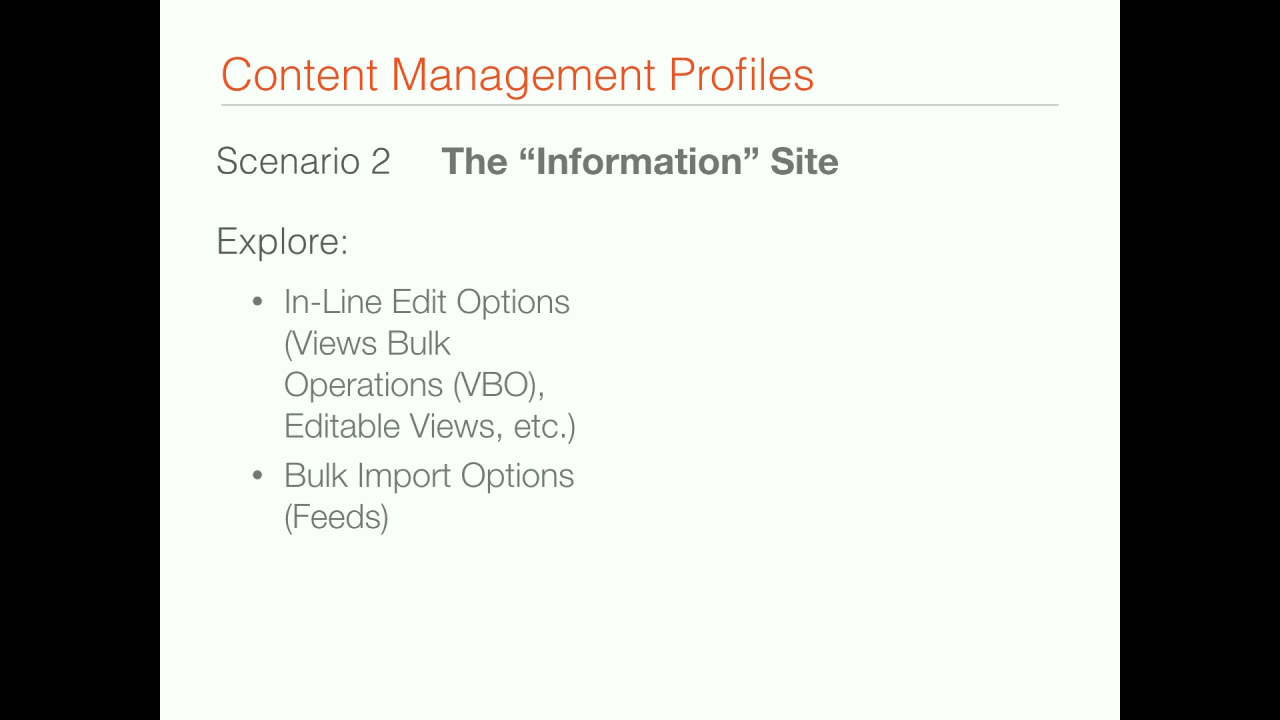 Content Management Profiles
Scenario 2 The “Information” Site
Explore:
• In-Line Edit Options
(Views Bulk
Operations (VBO),
Editable Views, etc.)
• Bulk Import Options
(Feeds)